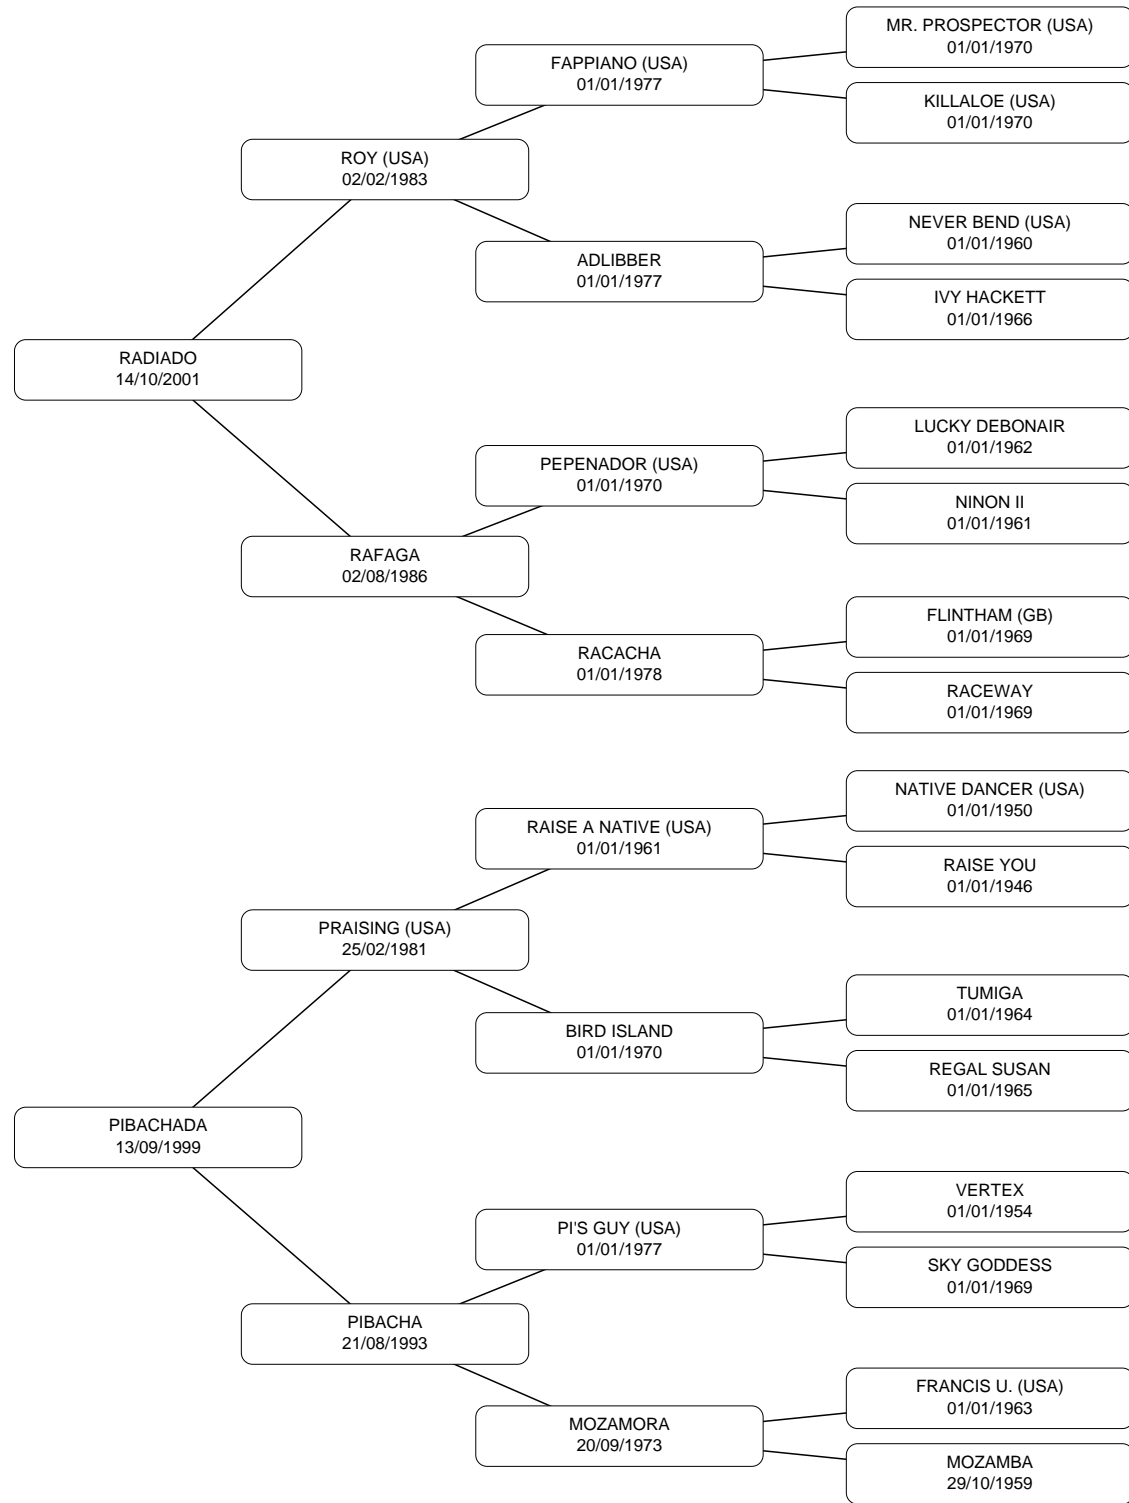 MR. PROSPECTOR (USA)
01/01/1970
FAPPIANO (USA)
01/01/1977
KILLALOE (USA)
01/01/1970
ROY (USA)
02/02/1983
NEVER BEND (USA)
01/01/1960
ADLIBBER
01/01/1977
IVY HACKETT
01/01/1966
RADIADO
14/10/2001
LUCKY DEBONAIR
01/01/1962
PEPENADOR (USA)
01/01/1970
NINON II
01/01/1961
RAFAGA
02/08/1986
FLINTHAM (GB)
01/01/1969
RACACHA
01/01/1978
RACEWAY
01/01/1969
NATIVE DANCER (USA)
01/01/1950
RAISE A NATIVE (USA)
01/01/1961
RAISE YOU
01/01/1946
PRAISING (USA)
25/02/1981
TUMIGA
01/01/1964
BIRD ISLAND
01/01/1970
REGAL SUSAN
01/01/1965
PIBACHADA
13/09/1999
VERTEX
01/01/1954
PI'S GUY (USA)
01/01/1977
SKY GODDESS
01/01/1969
PIBACHA
21/08/1993
FRANCIS U. (USA)
01/01/1963
MOZAMORA
20/09/1973
MOZAMBA
29/10/1959